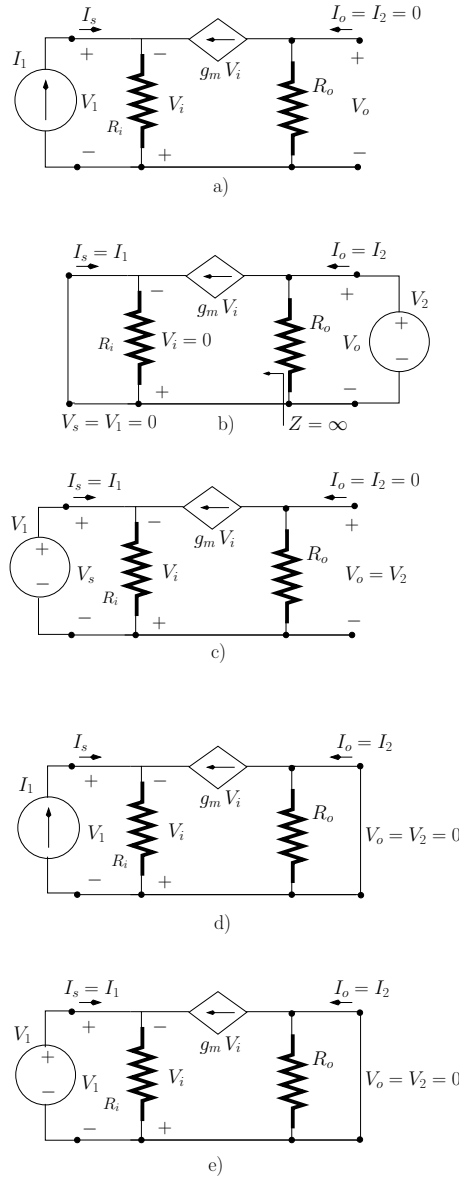 I_s I_o = I_2 = 0
+ − +
I_1 g_m V_i R_o
V_1 R_i V_i V_o
− + −
a)
I_s = I_1 I_o = I_2
− + V_2
g_m V_i +
R_i V_i = 0 R_o V_o
+ − −
V_s = V_1 = 0 b) Z = ∞
I_s = I_1 I_o = I_2 = 0
V_1 + − +
+ g_m V_i R_o
− V_s R_i V_i V_o = V_2
− + −
c)
I_s I_o = I_2
I_1 + −
g_m V_i R_o
V_1 R_i V_i V_o = V_2 = 0
− +
d)
I_s = I_1 I_o = I_2
V_1 + −
+ g_m V_i R_o
− V_1 R_i V_i V_o = V_2 = 0
− +
e)